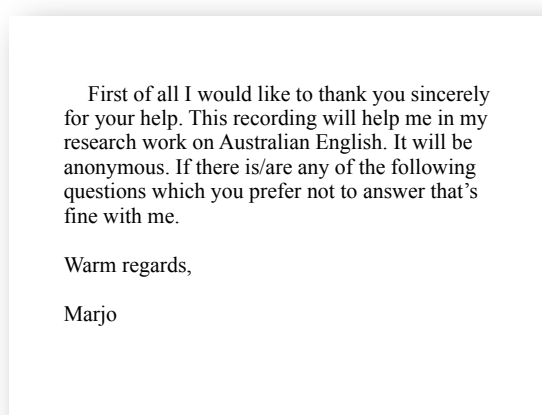 First of all I would like to thank you sincerely
for your help. This recording will help me in my
research work on Australian English. It will be
anonymous. If there is/are any of the following
questions which you prefer not to answer that’s
fine with me.
Warm regards,
Marjo